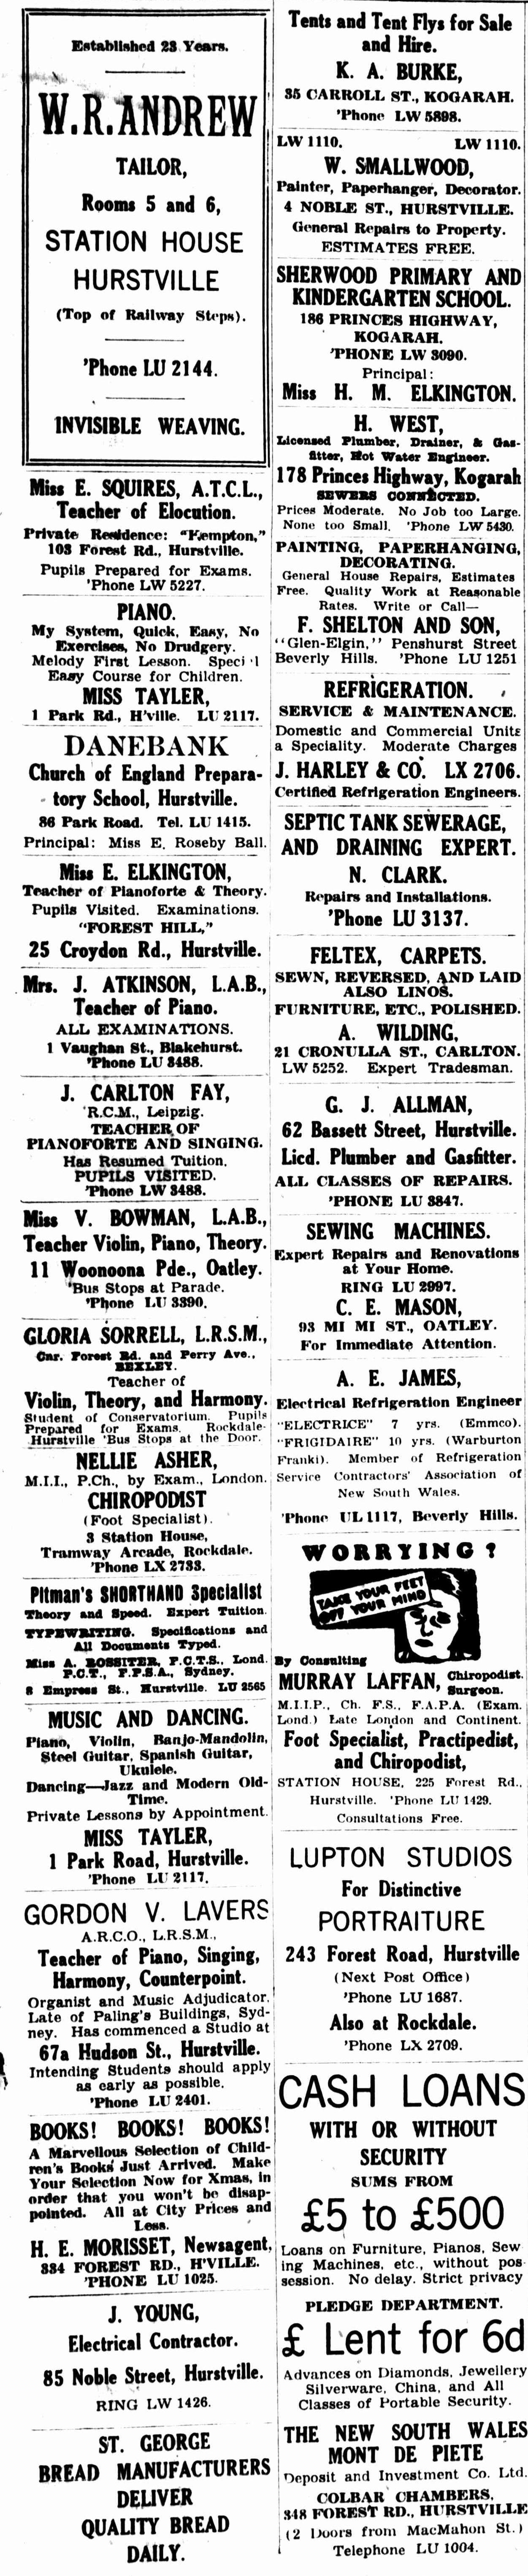 Established 23 Years.
W.R.ANDREW
TAILOR,
Rooms 5 and 6,
STATION HOUSE
HURSTVILLE
(Top of Railway Steps).
'Phone LU 2144.
INVISIBLE WEAVING.
Miss E. SQUIRES, A.T.C.L.,
Teacher of Elocution.
Private Residence: "Kempton,"
103 Forest Rd., Hurstville.
Pupils Prepared for Exams.
'Phone LW 5227.
PIANO.
My System, Quick, Easy, No
Exercises, No Drudgery.
Melody First Lesson. Speci l
Easy Course for Children.
MISS TAYLER,
1 Park Rd., H'ville. LU 2117.
DANEBANK
Church of England Prepara-
tory School, Hurstville.
86 Park Road. Tel. LU 1415.
Principal: Miss E. Roseby Ball.
Miss E. ELKINGTON,
Teacher of Pianoforte & Theory.
Pupils Visited. Examinations.
"FOREST HILL,"
25 Croydon Rd., Hurstville.
Mrs. J. ATKINSON, L.A.B.,
Teacher of Piano.
ALL EXAMINATIONS.
1 Vaughan St., Blakehurst.
'Phone LU 3488.
J. CARLTON FAY,
'R.C.M., Leipzig.
TEACHER OF
PIANOFORTE AND SINGING.
Has Resumed Tuition.
PUPILS VISITED.
'Phone LW 3488.
Miss V. BOWMAN, L.A.B.,
Teacher Violin, Piano, Theory.
11 Woonoona Pde., Oatley.
'Bus Stops at Parade.
'Phone LU 3390.
GLORIA SORRELL, L.R.S.M.,
Cnr. Forest Rd. and Perry Ave.,
BEXLEY.
Teacher of
Violin, Theory, and Harmony.
Student of Conservatorium. Pupils
Prepared for Exams. Rockdale-
Hurstville 'Bus Stops at the Door.
NELLIE ASHER,
M.I.I., P.Ch., by Exam., London.
CHIROPODIST
(Foot Specialist).
3 Station House,
Tramway Arcade, Rockdale.
'Phone LX 2733.
Pitman's SHORTHAND Specialist
Theory and Speed. Expert Tuition.
TYPEWRITING. Specifications and
All Documents Typed.
Miss A. ROSSITER, F.C.T.S., Lond.
P.C.T., F.P.S.A., Sydney.
8 Empress St., Hurstville. LU 2565
MUSIC AND DANCING.
Piano, Violin, Banjo-Mandolin,
Steel Guitar, Spanish Guitar,
Ukulele.
Dancing—Jazz and Modern Old-
Time.
Private Lessons by Appointment.
MISS TAYLER,
1 Park Road, Hurstville.
'Phone LU 2117.
GORDON V. LAVERS
A.R.C.O., L.R.S.M.,
Teacher of Piano, Singing,
Harmony, Counterpoint.
Organist and Music Adjudicator.
Late of Paling's Buildings, Syd-
ney. Has commenced a Studio at
67a Hudson St., Hurstville.
Intending Students should apply
as early as possible.
'Phone LU 2401.
BOOKS! BOOKS! BOOKS!
A Marvellous Selection of Child-
ren's Books Just Arrived. Make
Your Selection Now for Xmas, in
order that you won't be disap-
pointed. All at City Prices and
Less.
H. E. MORISSET, Newsagent,
334 FOREST RD., H'VILLE.
'PHONE LU 1025.
J. YOUNG,
Electrical Contractor.
85 Noble Street, Hurstville.
RING LW 1426.
ST. GEORGE
BREAD MANUFACTURERS
DELIVER
QUALITY BREAD
DAILY.
Tents and Tent Flys for Sale
and Hire.
K. A. BURKE,
35 CARROLL ST., KOGARAH.
'Phone LW 5898.
LW 1110. LW 1110.
W. SMALLWOOD,
Painter, Paperhanger, Decorator.
4 NOBLE ST., HURSTVILLE.
General Repairs to Property.
ESTIMATES FREE.
SHERWOOD PRIMARY AND
KINDERGARTEN SCHOOL.
186 PRINCES HIGHWAY,
KOGARAH.
'PHONE LW 3090.
Principal:
Miss H. M. ELKINGTON.
H. WEST,
Licensed Plumber, Drainer, & Gas-
fitter, Hot Water Engineer.
178 Princes Highway, Kogarah
SEWERS CONNECTED.
Prices Moderate. No Job too Large.
None too Small. 'Phone LW 5430.
PAINTING, PAPERHANGING,
DECORATING.
General House Repairs, Estimates
Free. Quality Work at Reasonable
Rates. Write or Call—
F. SHELTON AND SON,
"Glen-Elgin," Penshurst Street
Beverly Hills. 'Phone LU 1251
REFRIGERATION.
SERVICE & MAINTENANCE.
Domestic and Commercial Units
a Speciality. Moderate Charges
J. HARLEY & CO. LX 2706.
Certified Refrigeration Engineers.
SEPTIC TANK SEWERAGE,
AND DRAINING EXPERT.
N. CLARK.
Repairs and Installations.
'Phone LU 3137.
FELTEX, CARPETS.
SEWN, REVERSED, AND LAID
ALSO LINOS.
FURNITURE, ETC., POLISHED.
A. WILDING,
21 CRONULLA ST., CARLTON.
LW 5252. Expert Tradesman.
G. J. ALLMAN,
62 Bassett Street, Hurstville.
Licd. Plumber and Gasfitter.
ALL CLASSES OF REPAIRS.
'PHONE LU 3847.
SEWING MACHINES.
Expert Repairs and Renovations
at Your Home.
RING LU 2997.
C. E. MASON,
93 MI MI ST., OATLEY.
For Immediate Attention.
A. E. JAMES,
Electrical Refrigeration Engineer
"ELECTRICE" 7 yrs. (Emmco).
"FRIGIDAIRE" 10 yrs. (Warburton
Franki). Member of Refrigeration
Service Contractors' Association of
New South Wales.
'Phone UL 1117, Beverly Hills.
WORRYING?
TAKE YOUR FEET
OFF YOUR MIND
By Consulting
MURRAY LAFFAN, Chiropodist. Surgeon.
M.I.I.P., Ch. F.S., F.A.P.A. (Exam.
Lond.) Late London and Continent.
Foot Specialist, Practipedist,
and Chiropodist,
STATION HOUSE, 225 Forest Rd.,
Hurstville. 'Phone LU 1429.
Consultations Free.
LUPTON STUDIOS
For Distinctive
PORTRAITURE
243 Forest Road, Hurstville
(Next Post Office)
'Phone LU 1687.
Also at Rockdale.
'Phone LX 2709.
CASH LOANS
WITH OR WITHOUT
SECURITY
SUMS FROM
£5 to £500
Loans on Furniture, Pianos, Sew
ing Machines, etc., without pos
session. No delay. Strict privacy
PLEDGE DEPARTMENT.
£ Lent for 6d
Advances on Diamonds, Jewellery
Silverware, China, and All
Classes of Portable Security.
THE NEW SOUTH WALES
MONT DE PIETE
Deposit and Investment Co. Ltd.
COLBAR CHAMBERS,
348 FOREST RD., HURSTVILLE
(2 Doors from MacMahon St.)
Telephone LU 1004.